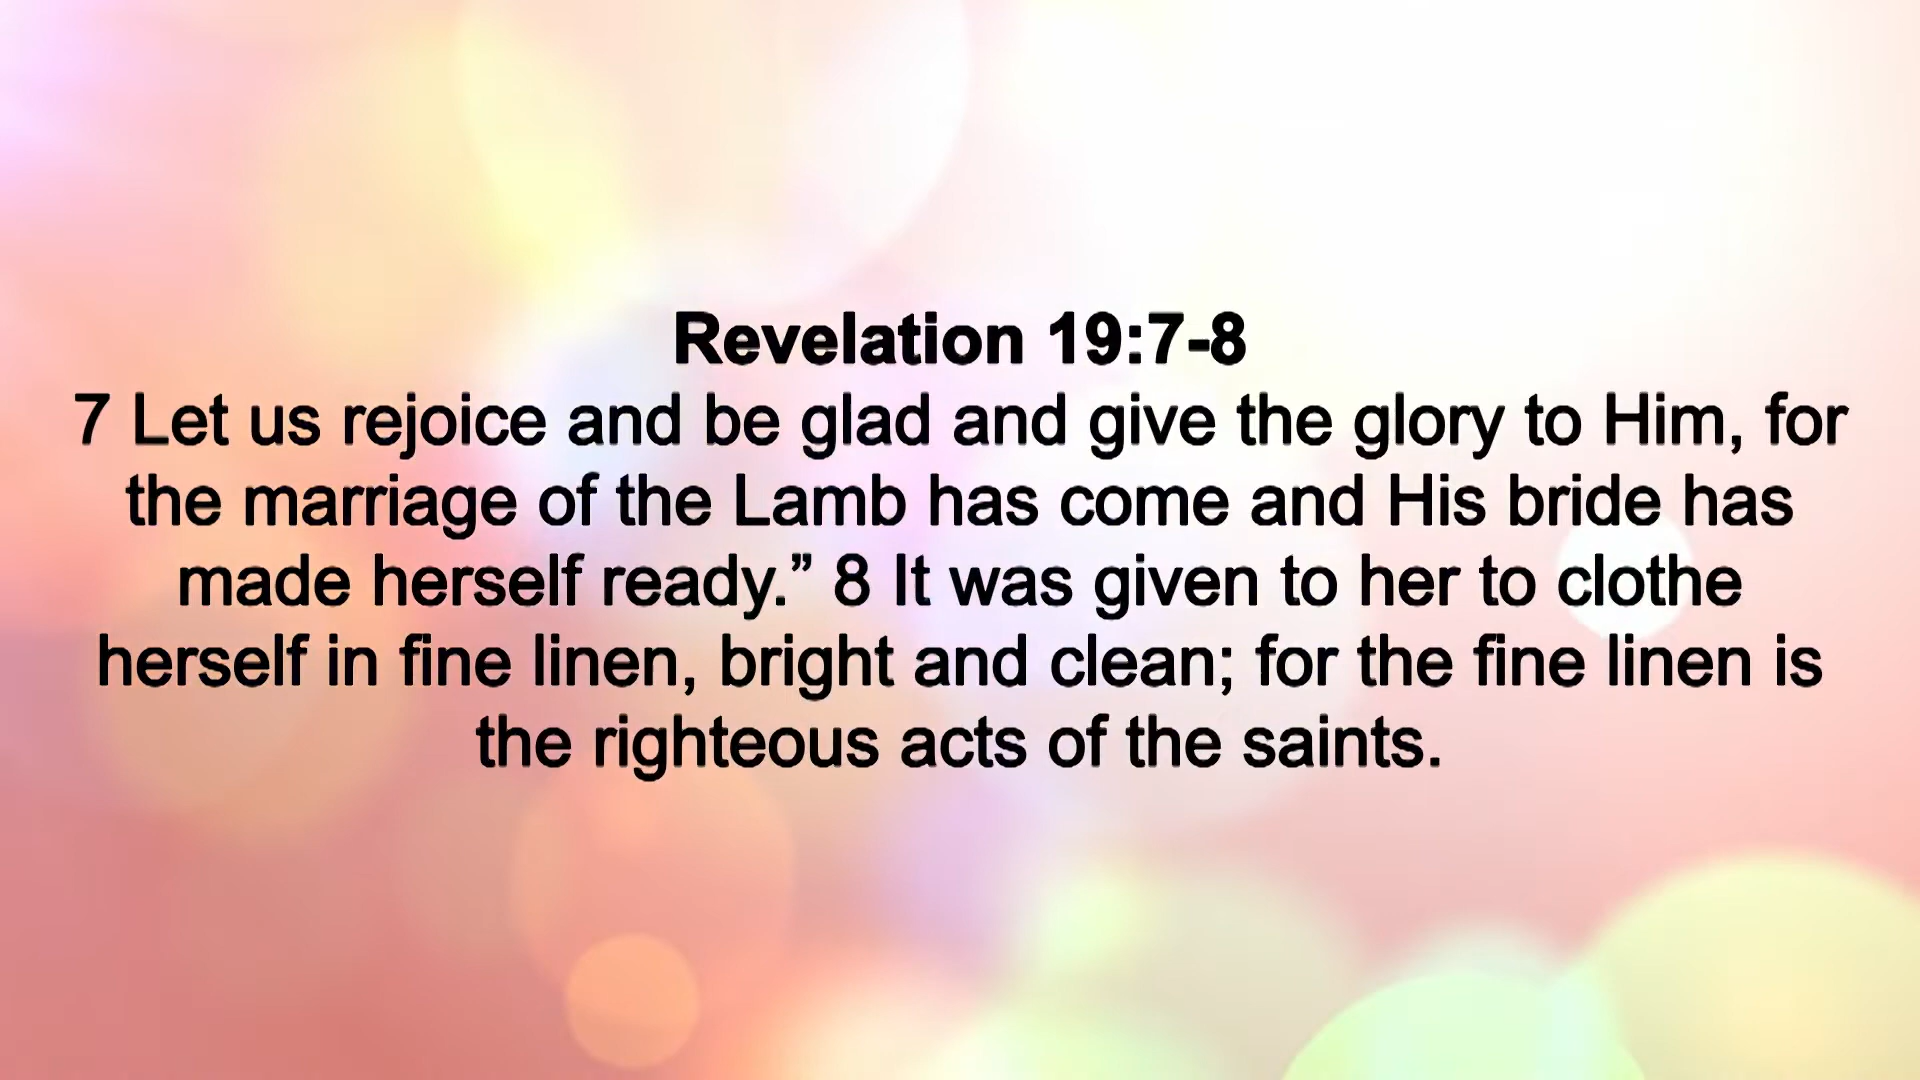 Revelation 19:7-8
7 Let us rejoice and be glad and give the glory to Him, for
the marriage of the Lamb has come and His bride has
made herself ready.” 8 It was given to her to clothe
herself in fine linen, bright and clean; for the fine linen is
the righteous acts of the saints.